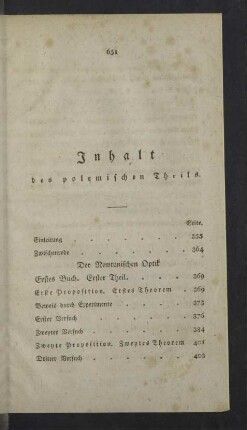 651
Inhalt
des polemischen Theils.
Seite.
Einleitung . . . . . . . 355
Zwischenrede . . . . . . 364
Der Newtonischen Optik
Erstes Buch. Erster Theil. . . . . 369
Erste Proposition. Erstes Theorem . . 369
Beweis durch Experimente . . . . 373
Erster Versuch . . . . . . 376
Zweyter Versuch . . . . . 384
Zweyte Proposition. Zweytes Theorem . 401
Dritter Versuch . . . . . . 403